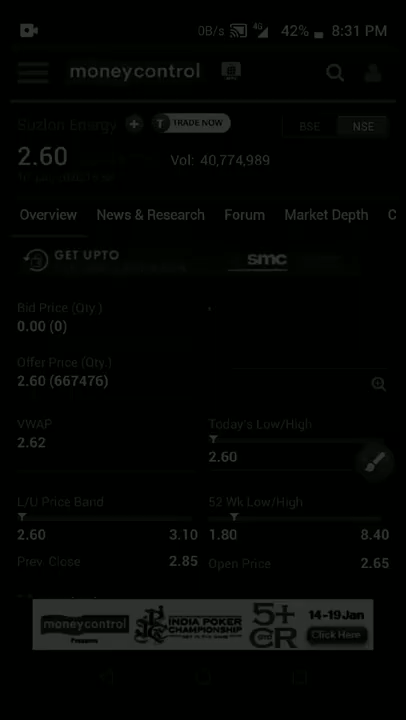 0B/s 4G 42% 8:31 PM
moneycontrol
Suzlon Energy + T TRADE NOW BSE NSE
2.60 Vol: 40,774,989
Overview News & Research Forum Market Depth C
GET UPTO smc
Bid Price (Qty.)
0.00 (0)
Offer Price (Qty.)
2.60 (667476)
VWAP Today's Low/High
2.62
2.60
L/U Price Band 52 Wk Low/High
2.60 3.10 1.80 8.40
Prev. Close 2.85 Open Price 2.65
moneycontrol INDIA POKER CHAMPIONSHIP 5+ CR 14-19 Jan
Click Here